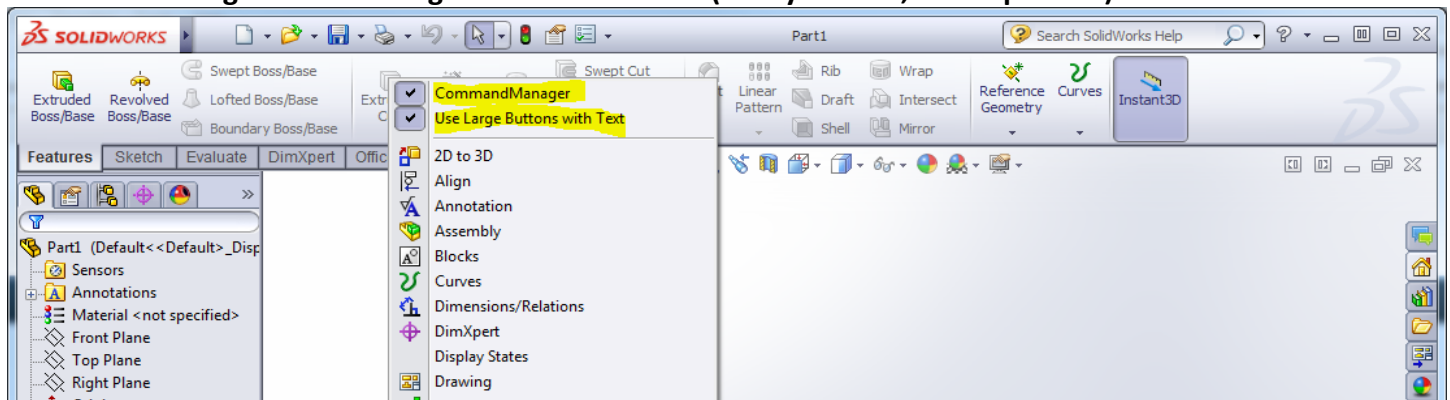 SOLIDWORKS
Part1
Search SolidWorks Help
Extruded Boss/Base
Revolved Boss/Base
Swept Boss/Base
Lofted Boss/Base
Boundary Boss/Base
Swept Cut
Linear Pattern
Rib
Draft
Shell
Wrap
Intersect
Mirror
Reference Geometry
Curves
Instant3D
Features
Sketch
Evaluate
DimXpert
CommandManager
Use Large Buttons with Text
2D to 3D
Align
Annotation
Assembly
Blocks
Curves
Dimensions/Relations
DimXpert
Display States
Drawing
Part1 (Default<<Default>_Disp
Sensors
Annotations
Material <not specified>
Front Plane
Top Plane
Right Plane